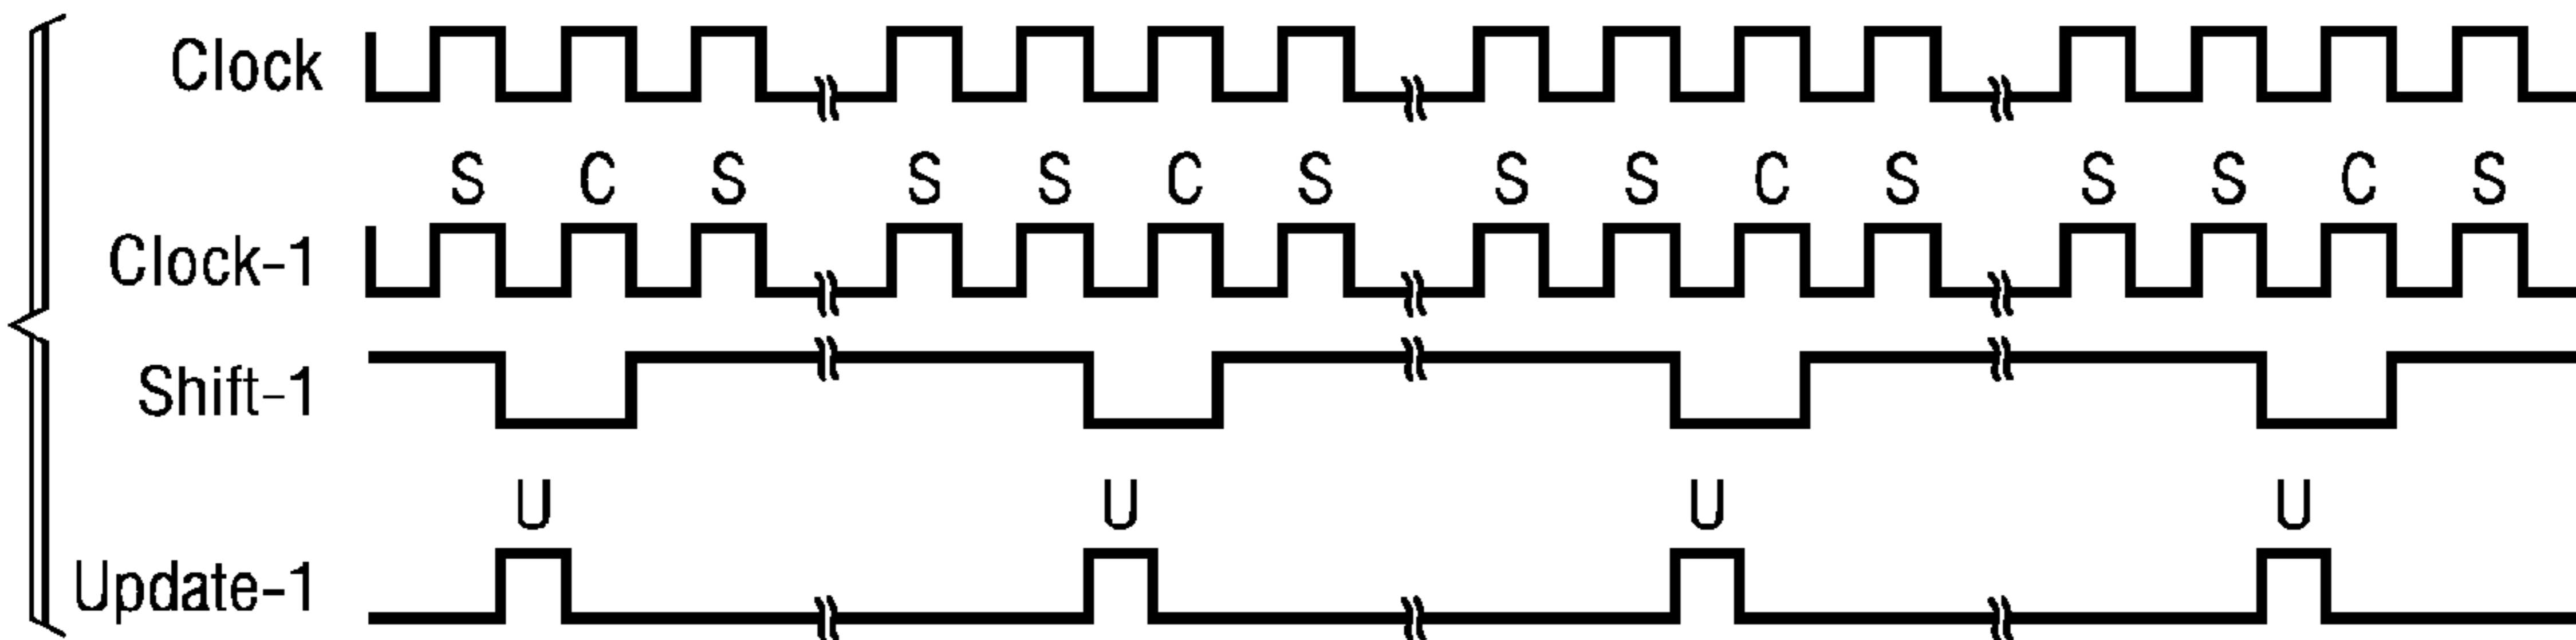 Clock
S C S S S C S S S C S S S C S
Clock-1
Shift-1
U U U U
Update-1